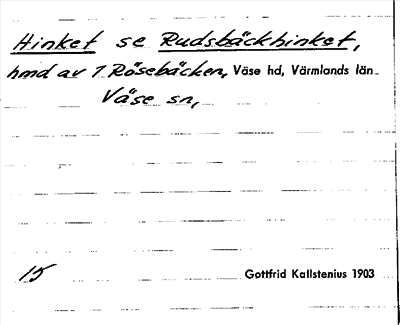 Hinket se Rudsbäckhinket,
hmd av 1 Rösebäcken, Väse hd, Värmlands län
Väse sn,
15 Gottfrid Kallstenius 1903